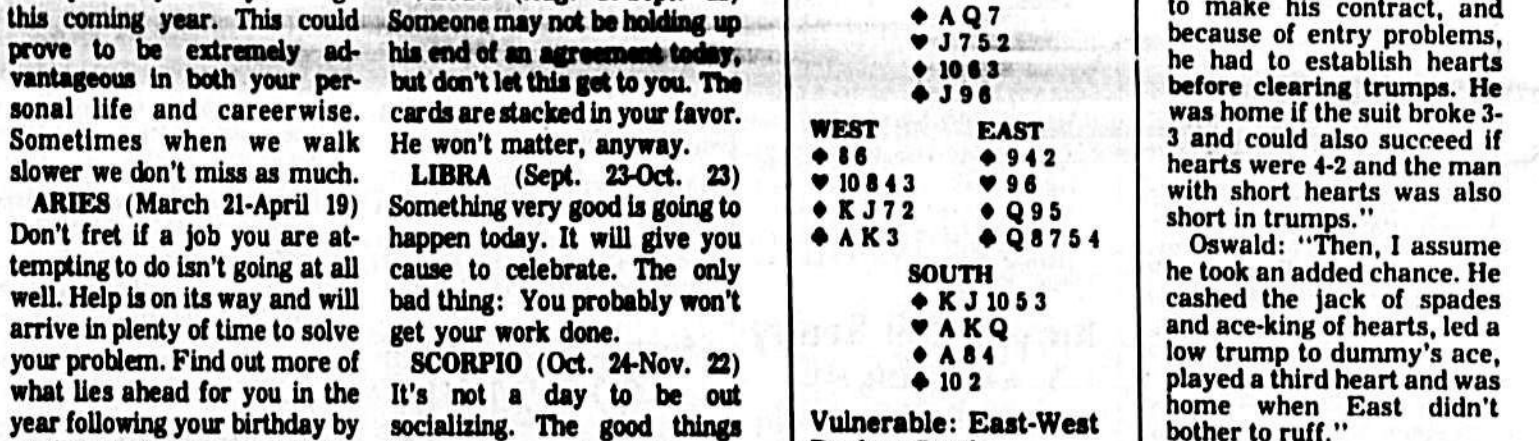 this coming year. This could
prove to be extremely ad-
vantageous in both your per-
sonal life and careerwise.
Sometimes when we walk
slower we don't miss as much.
ARIES (March 21-April 19)
Don't fret if a job you are at-
tempting to do isn't going at all
well. Help is on its way and will
arrive in plenty of time to solve
your problem. Find out more of
what lies ahead for you in the
year following your birthday by
Someone may not be holding up
his end of an agreement today,
but don't let this get to you. The
cards are stacked in your favor.
He won't matter, anyway.
LIBRA (Sept. 23-Oct. 23)
Something very good is going to
happen today. It will give you
cause to celebrate. The only
bad thing: You probably won't
get your work done.
SCORPIO (Oct. 24-Nov. 22)
It's not a day to be out
socializing. The good things
♠ A Q 7
♥ J 7 5 2
♦ 10 6 3
♣ J 9 6
WEST EAST
♠ 8 6 ♠ 9 4 2
♥ 10 8 4 3 ♥ 9 6
♦ K J 7 2 ♦ Q 9 5
♣ A K 3 ♣ Q 8 7 5 4
SOUTH
♠ K J 10 5 3
♥ A K Q
♦ A 8 4
♣ 10 2
Vulnerable: East-West
to make his contract, and
because of entry problems,
he had to establish hearts
before clearing trumps. He
was home if the suit broke 3-
3 and could also succeed if
hearts were 4-2 and the man
with short hearts was also
short in trumps."
Oswald: "Then, I assume
he took an added chance. He
cashed the jack of spades
and ace-king of hearts, led a
low trump to dummy's ace,
played a third heart and was
home when East didn't
bother to ruff."